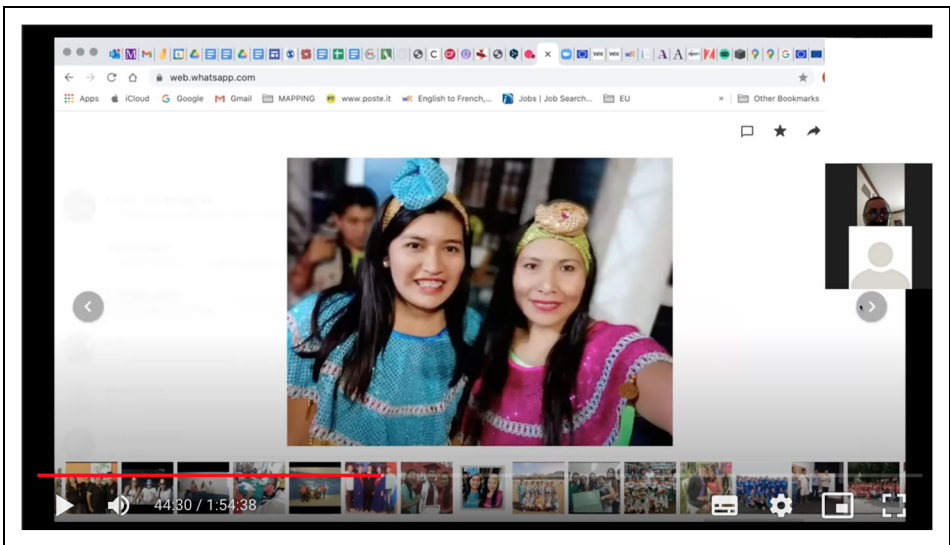 web.whatsapp.com
Apps iCloud Google Gmail MAPPING www.poste.it English to French,... Jobs | Job Search... EU » Other Bookmarks
44:30 / 1:54:38